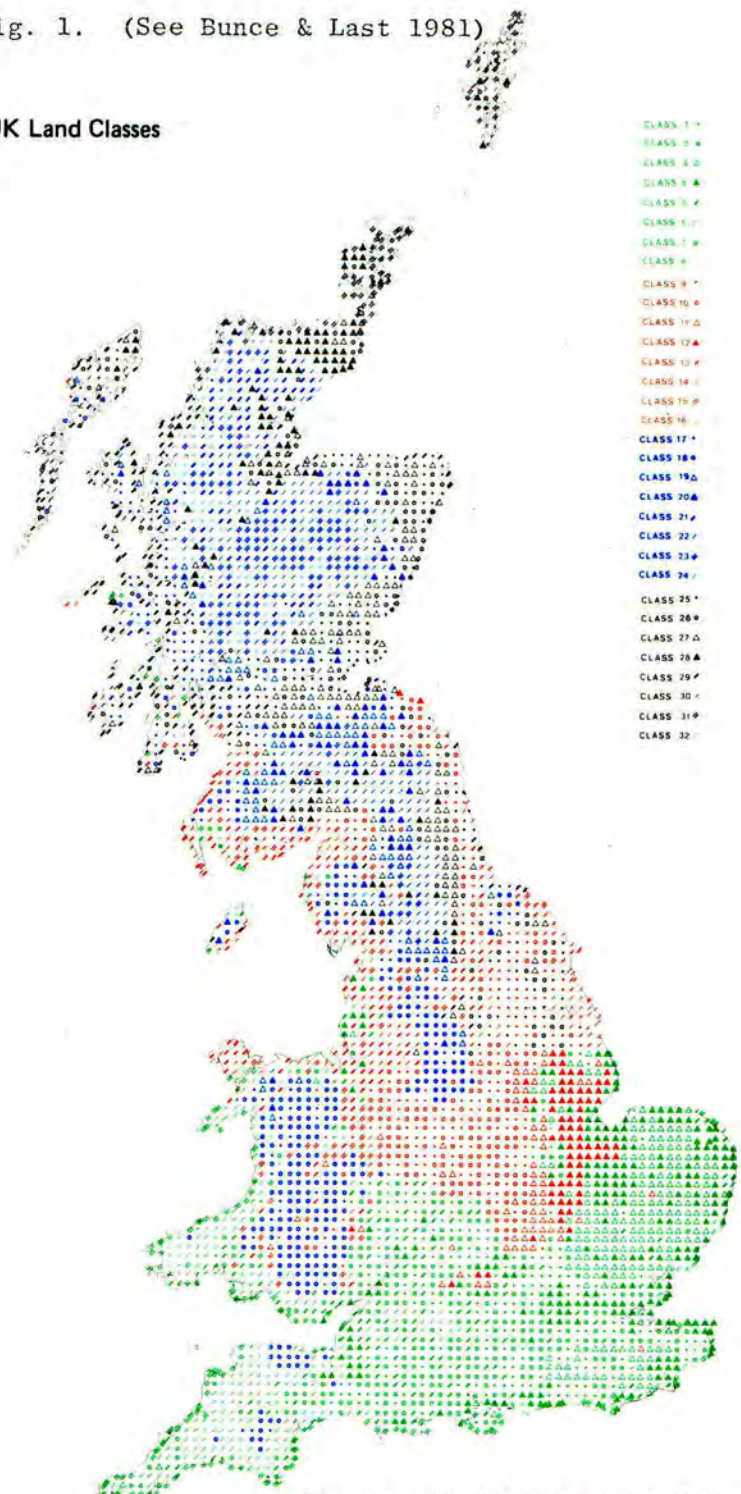 ig. 1. (See Bunce & Last 1981)
UK Land Classes
CLASS 1
CLASS 2
CLASS 3
CLASS 4 ▲
CLASS 5
CLASS 6
CLASS 7
CLASS 8
CLASS 9
CLASS 10
CLASS 11 △
CLASS 12 ▲
CLASS 13
CLASS 14
CLASS 15
CLASS 16
CLASS 17
CLASS 18
CLASS 19 △
CLASS 20 ▲
CLASS 21
CLASS 22
CLASS 23
CLASS 24
CLASS 25
CLASS 26
CLASS 27 △
CLASS 28 ▲
CLASS 29
CLASS 30
CLASS 31
CLASS 32